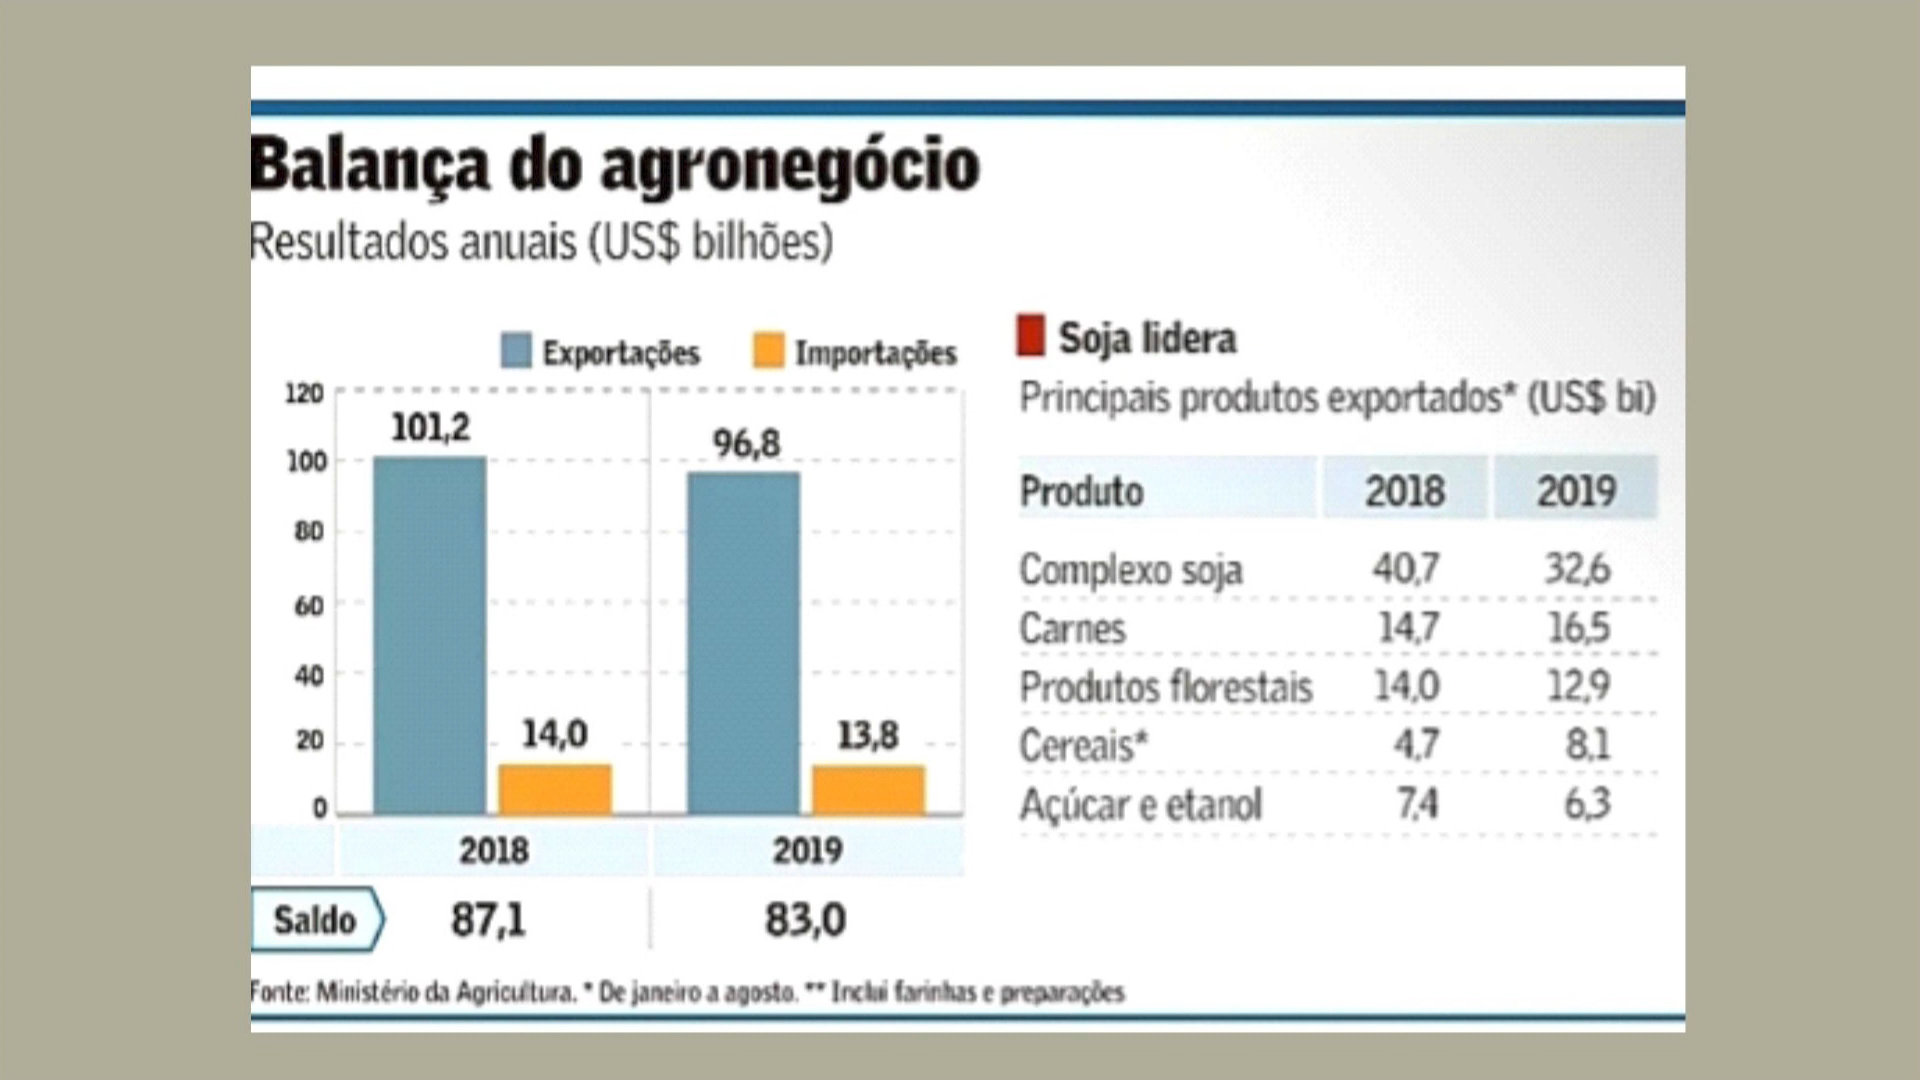 Balança do agronegócio
Resultados anuais (US$ bilhões)
Exportações Importações
120
100
80
60
40
20
0
101,2
14,0
96,8
13,8
2018 2019
Saldo 87,1 83,0
Soja lidera
Principais produtos exportados* (US$ bi)
Produto 2018 2019
Complexo soja 40,7 32,6
Carnes 14,7 16,5
Produtos florestais 14,0 12,9
Cereais* 4,7 8,1
Açúcar e etanol 7,4 6,3
Fonte: Ministério da Agricultura. * De janeiro a agosto. ** Inclui farinhas e preparações